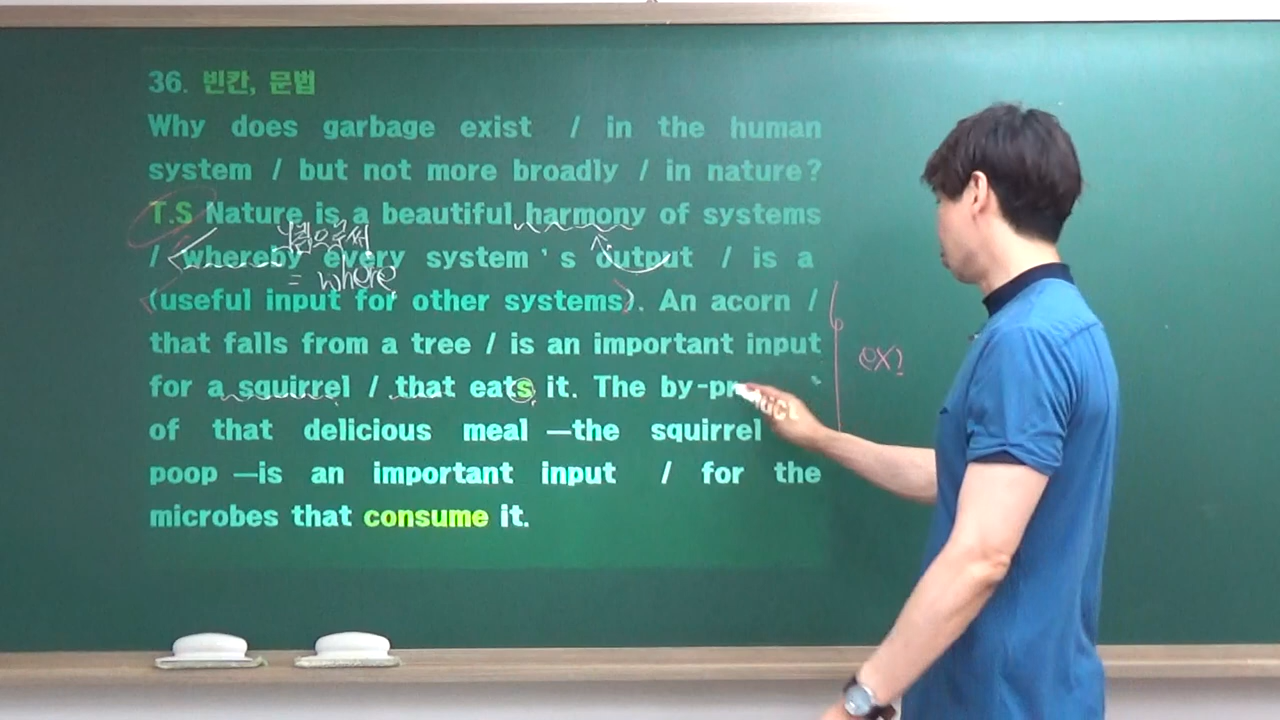 36. 빈칸, 문법
Why does garbage exist / in the human
system / but not more broadly / in nature?
T.S Nature is a beautiful harmony of systems
/ whereby every system's output / is a
= where
(useful input for other systems). An acorn /
that falls from a tree / is an important input
for a squirrel / that eats it. The by-product
ex)
of that delicious meal —the squirrel
poop —is an important input / for the
microbes that consume it.